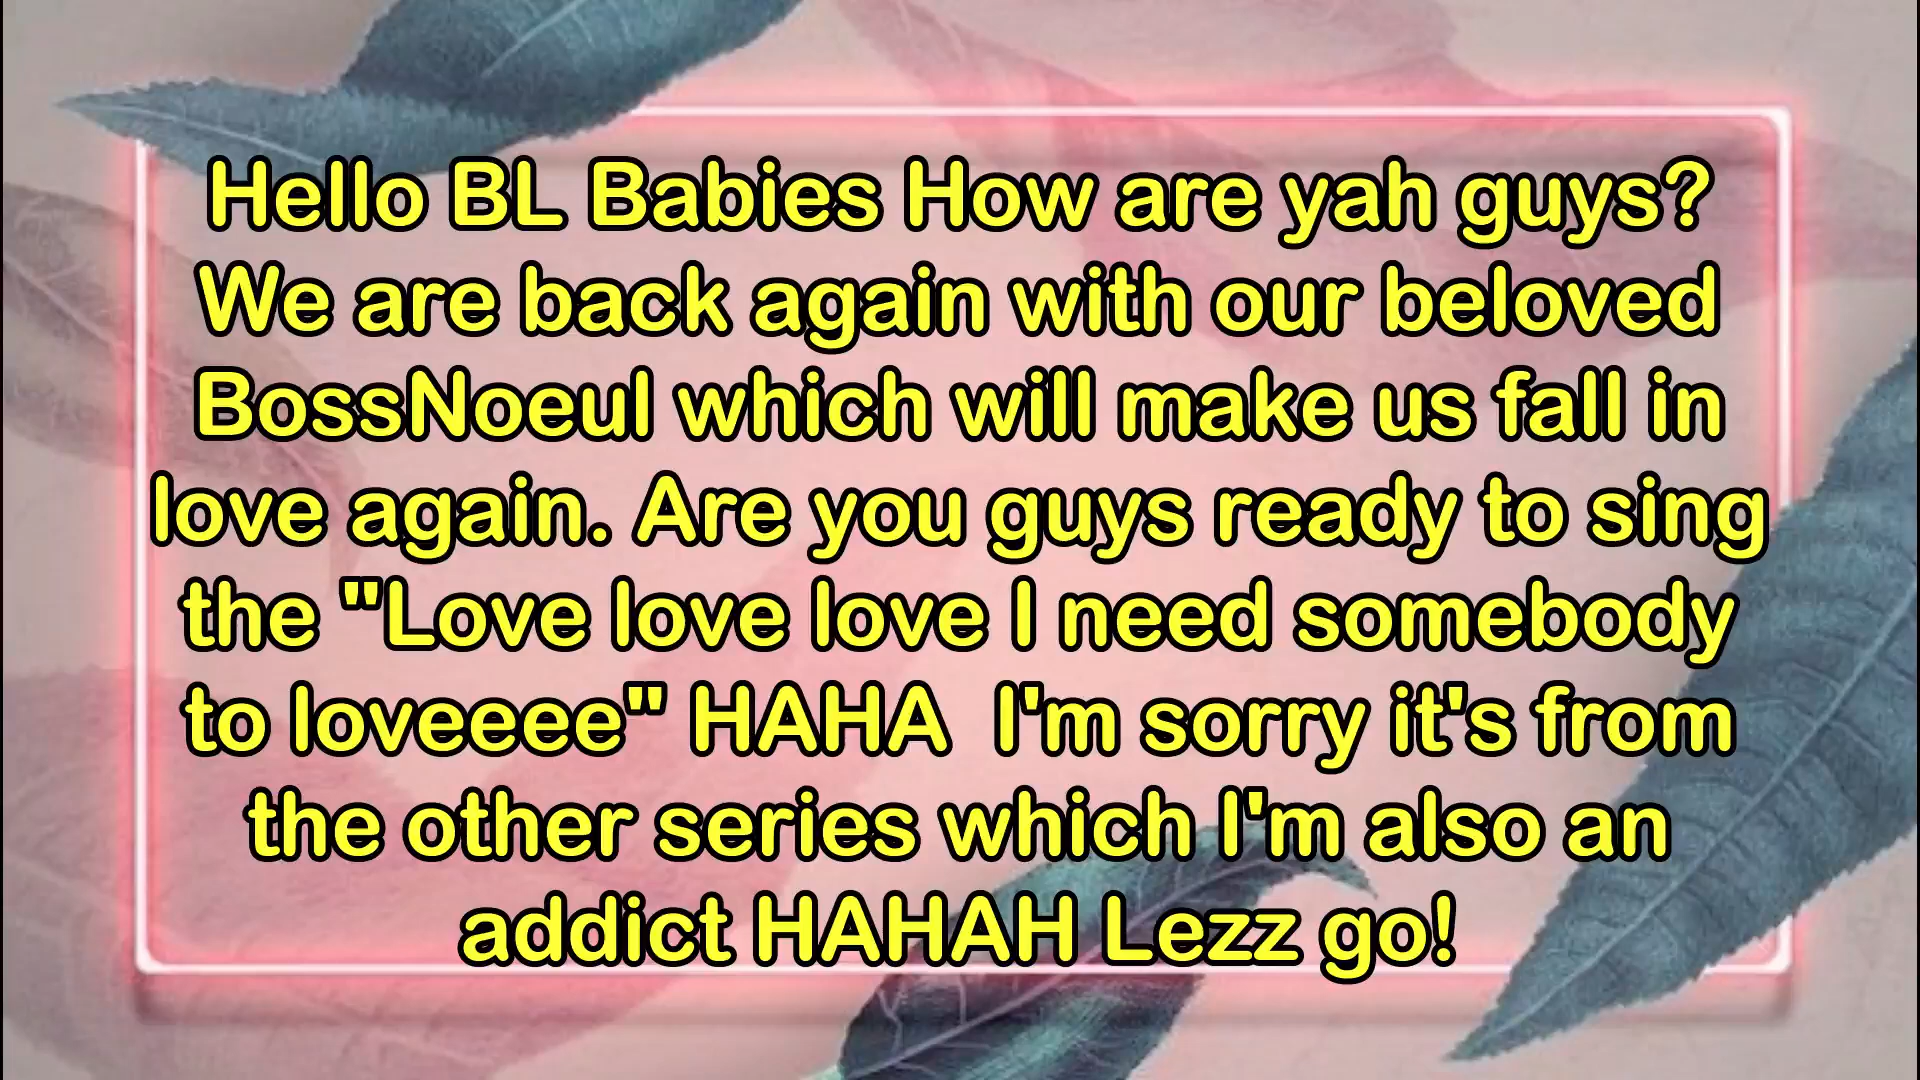 Hello BL Babies How are yah guys?
We are back again with our beloved
BossNoeul which will make us fall in
love again. Are you guys ready to sing
the "Love love love I need somebody
to loveeee" HAHA  I'm sorry it's from
the other series which I'm also an
addict HAHAH Lezz go!